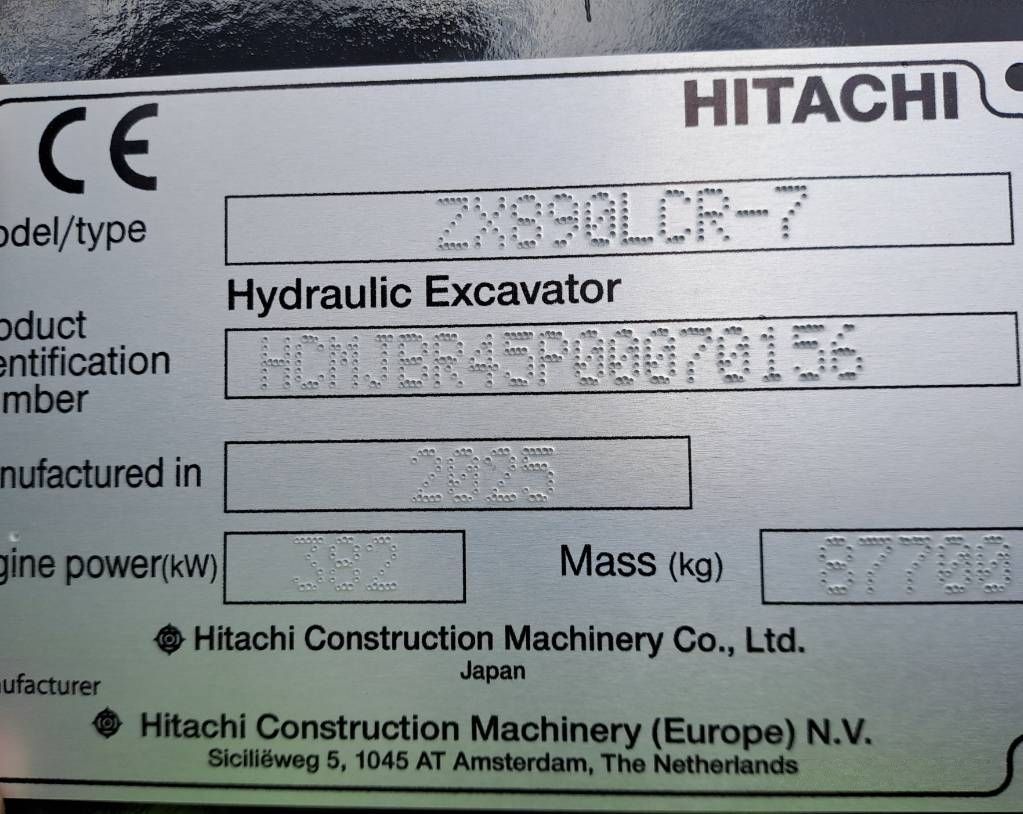 CE
HITACHI
odel/type ZX890LCR-7
Hydraulic Excavator
oduct
entification HCMJBR45P00070156
mber
nufactured in 2025
gine power(kW) 392 Mass (kg) 87700
Hitachi Construction Machinery Co., Ltd.
Japan
ufacturer
Hitachi Construction Machinery (Europe) N.V.
Siciliëweg 5, 1045 AT Amsterdam, The Netherlands